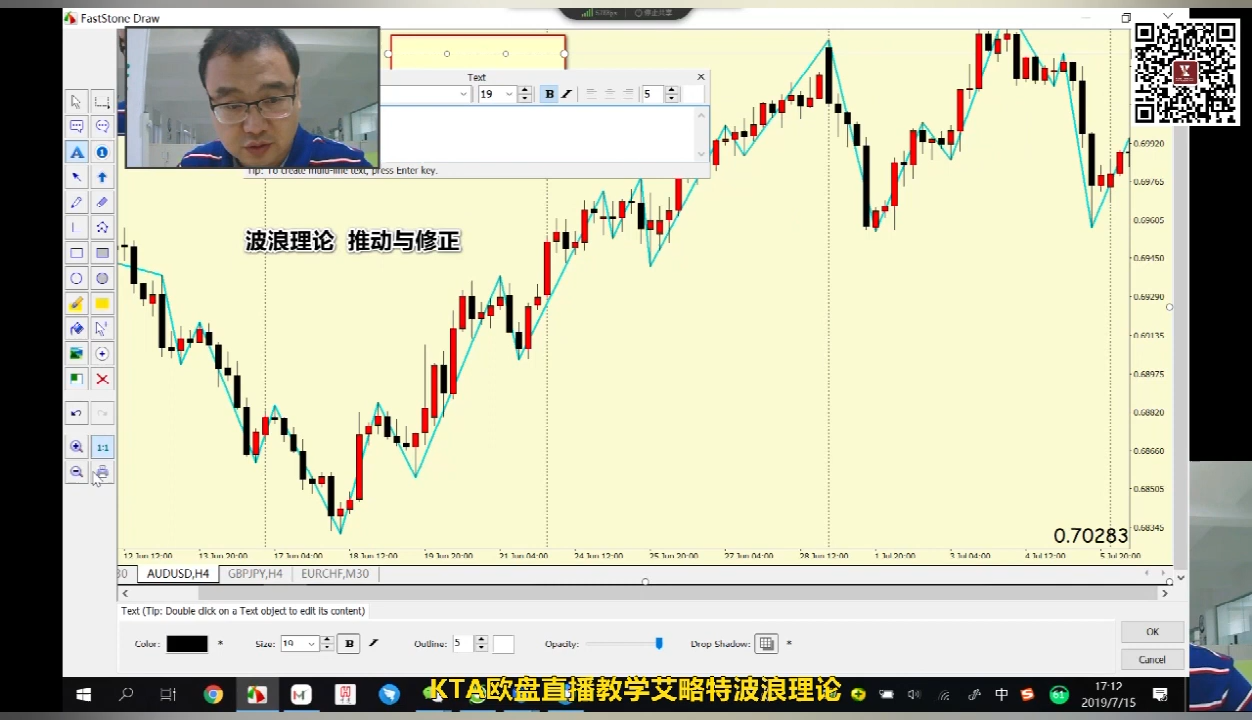 FastStone Draw
停止共享
Text
19
B
5
Tip: To create multi-line text, press Enter key.
波浪理论 推动与修正
0.69920
0.69765
0.69605
0.69450
0.69290
0.69135
0.68975
0.68820
0.68660
0.68505
0.68345
0.70283
12 Jun 12:00 13 Jun 20:00 17 Jun 04:00 18 Jun 12:00 19 Jun 20:00 21 Jun 04:00 24 Jun 12:00 25 Jun 20:00 27 Jun 04:00 28 Jun 12:00 1 Jul 20:00 3 Jul 04:00 4 Jul 12:00 5 Jul 20:00
AUDUSD,H4 GBPJPY,H4 EURCHF,M30
Text (Tip: Double click on a Text object to edit its content)
Color: * Size: 19 B Outline: 5 Opacity: Drop Shadow: *
OK
Cancel
KTA欧盘直播教学艾略特波浪理论
中
61
17:12
2019/7/15